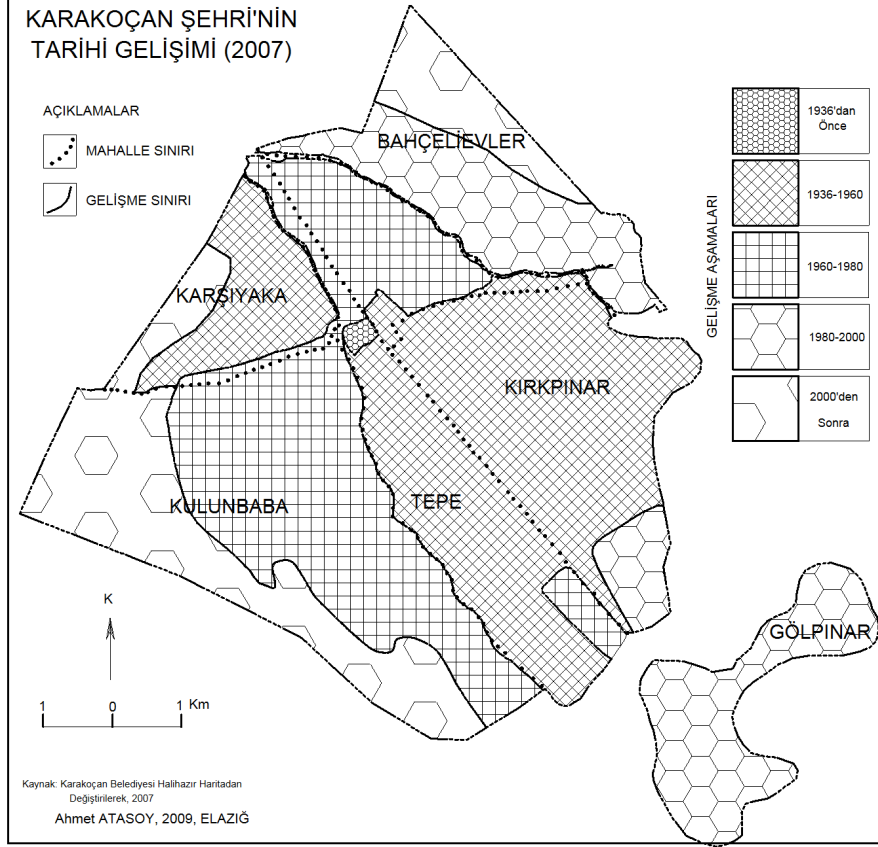 KARAKOÇAN ŞEHRİ'NİN
TARİHİ GELİŞİMİ (2007)
AÇIKLAMALAR
MAHALLE SINIRI
GELİŞME SINIRI
BAHÇELİEVLER
KARŞIYAKA
KIRKPINAR
KULUNBABA
TEPE
GÖLPINAR
GELİŞME AŞAMALARI
1936'dan
Önce
1936-1960
1960-1980
1980-2000
2000'den
Sonra
K
1 0 1 Km
Kaynak: Karakoçan Belediyesi Halihazır Haritadan
Değiştirilerek, 2007
Ahmet ATASOY, 2009, ELAZIĞ